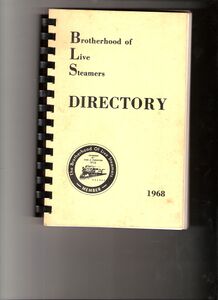 Brotherhood of
Live
Steamers
DIRECTORY
The Brotherhood Of Live Steamers
MEMBER
1968